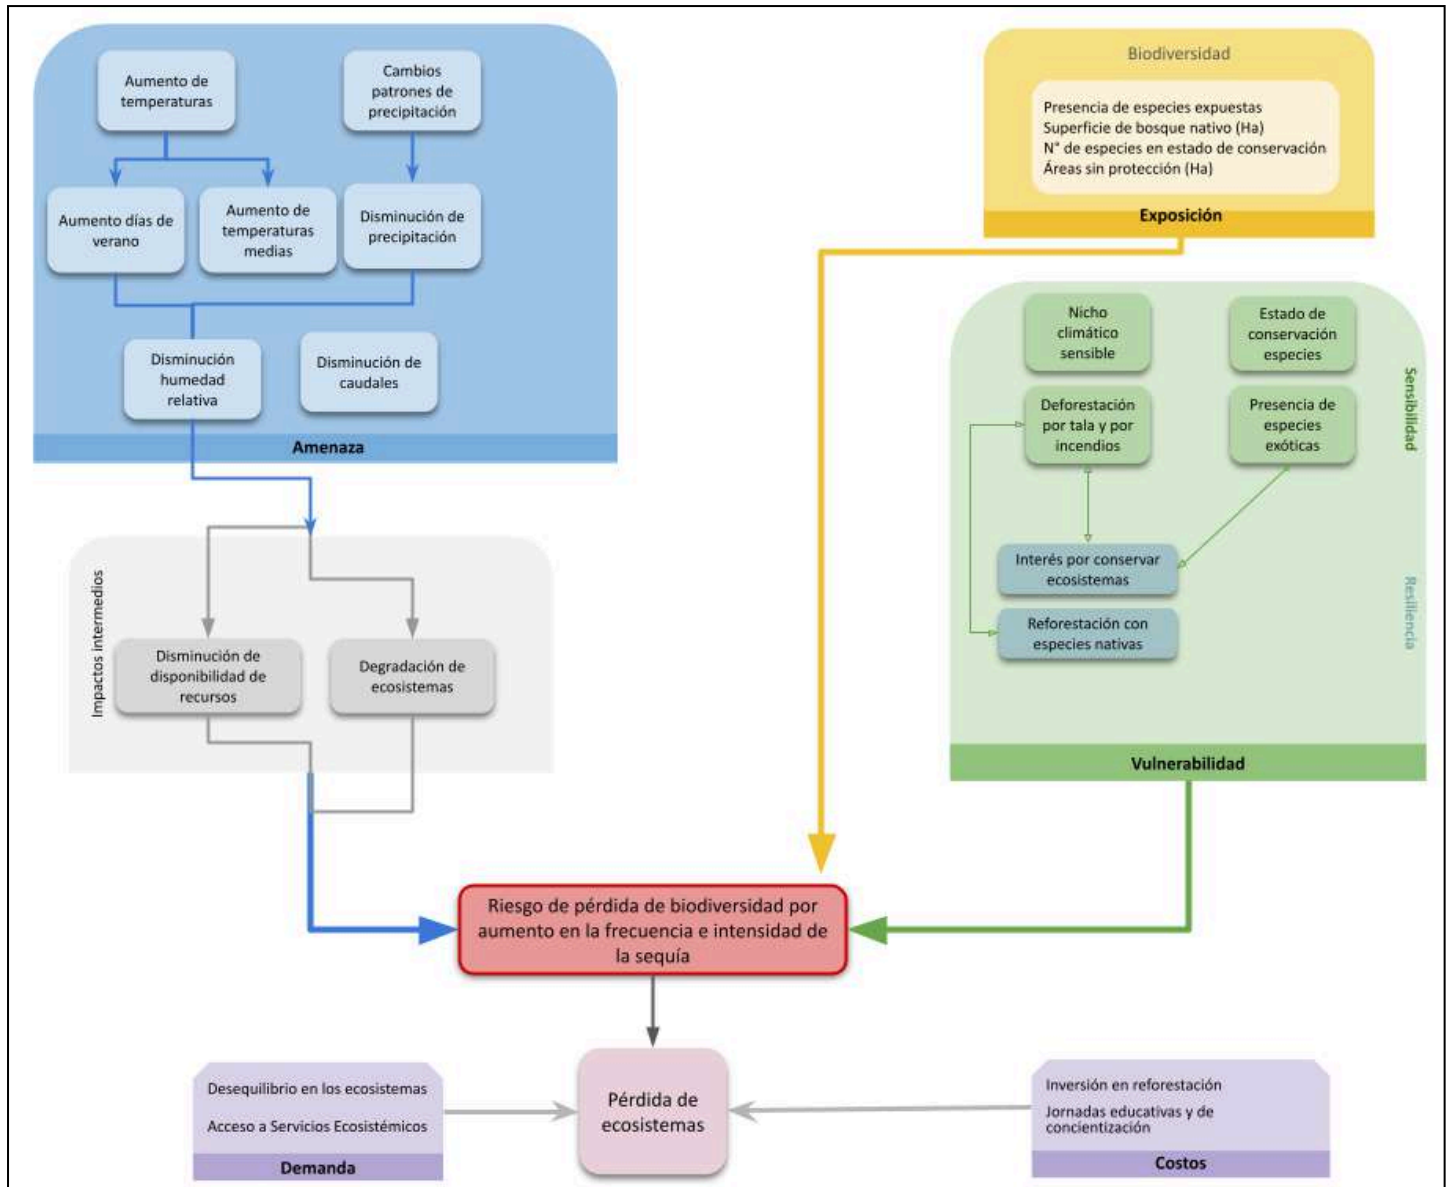 Aumento de
temperaturas
Cambios
patrones de
precipitación
Aumento días de
verano
Aumento de
temperaturas
medias
Disminución de
precipitación
Disminución
humedad
relativa
Disminución de
caudales
Amenaza
Biodiversidad
Presencia de especies expuestas
Superficie de bosque nativo (Ha)
N° de especies en estado de conservación
Áreas sin protección (Ha)
Exposición
Nicho
climático
sensible
Estado de
conservación
especies
Deforestación
por tala y por
incendios
Presencia de
especies
exóticas
Sensibilidad
Interés por conservar
ecosistemas
Reforestación con
especies nativas
Resiliencia
Vulnerabilidad
Impactos intermedios
Disminución de
disponibilidad de
recursos
Degradación de
ecosistemas
Riesgo de pérdida de biodiversidad por
aumento en la frecuencia e intensidad de
la sequía
Pérdida de
ecosistemas
Desequilibrio en los ecosistemas
Acceso a Servicios Ecosistémicos
Demanda
Inversión en reforestación
Jornadas educativas y de
concientización
Costos